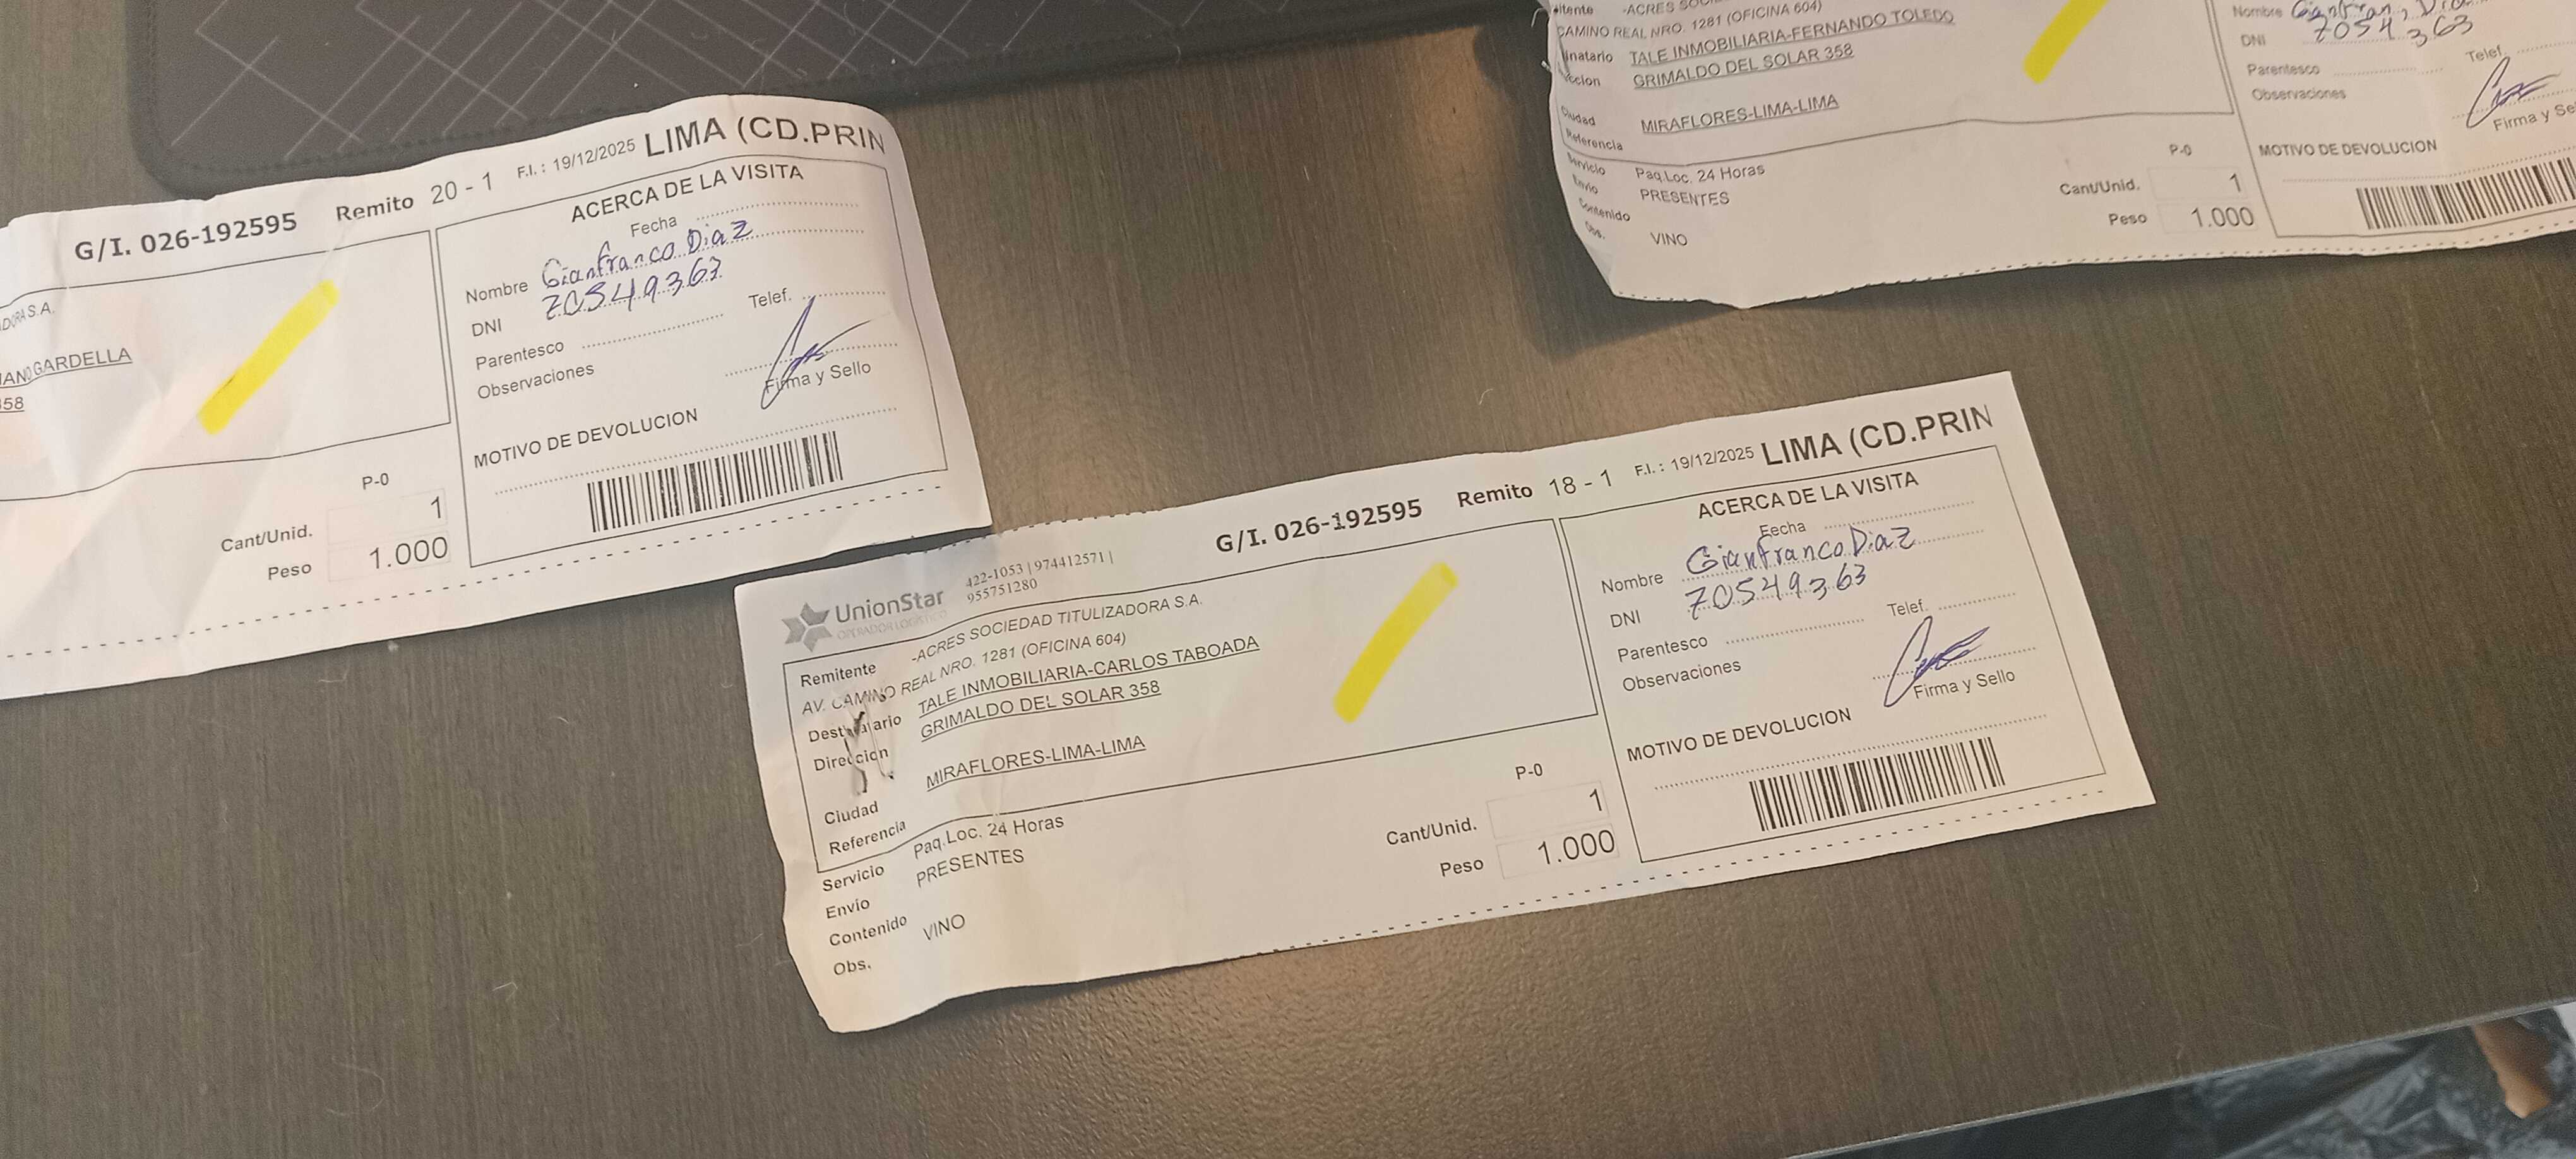 G/I. 026-192595 Remito 20 - 1 F.I.: 19/12/2025 LIMA (CD.PRIN
ACERCA DE LA VISITA
Fecha
Nombre Gianfranco Diaz
DNI 70549363
Telef.
Parentesco
Observaciones
Firma y Sello
MOTIVO DE DEVOLUCION
GARDELLA
P-0
Cant/Unid. 1
Peso 1.000
-ACRES
CAMINO REAL NRO. 1281 (OFICINA 604)
TALE INMOBILIARIA-FERNANDO TOLEDO
GRIMALDO DEL SOLAR 358
MIRAFLORES-LIMA-LIMA
Paq.Loc. 24 Horas
PRESENTES
Contenido
Obs. VINO
P-0
Cant/Unid. 1
Peso 1.000
Nombre
DNI
Telef.
Parentesco
Observaciones
Firma y Se
MOTIVO DE DEVOLUCION
G/I. 026-192595 Remito 18 - 1 F.I.: 19/12/2025 LIMA (CD.PRIN
UnionStar 422-1053 | 974412571 |
OPERADOR LOGISTICO 955751280
Remitente -ACRES SOCIEDAD TITULIZADORA S.A.
AV. CAMINO REAL NRO. 1281 (OFICINA 604)
TALE INMOBILIARIA-CARLOS TABOADA
Direccion GRIMALDO DEL SOLAR 358
Ciudad MIRAFLORES-LIMA-LIMA
Referencia
Servicio Paq.Loc. 24 Horas
Envio PRESENTES
Contenido
Obs. VINO
P-0
Cant/Unid. 1
Peso 1.000
ACERCA DE LA VISITA
Fecha
Nombre Gianfranco Diaz
DNI 70549363
Telef.
Parentesco
Observaciones
Firma y Sello
MOTIVO DE DEVOLUCION